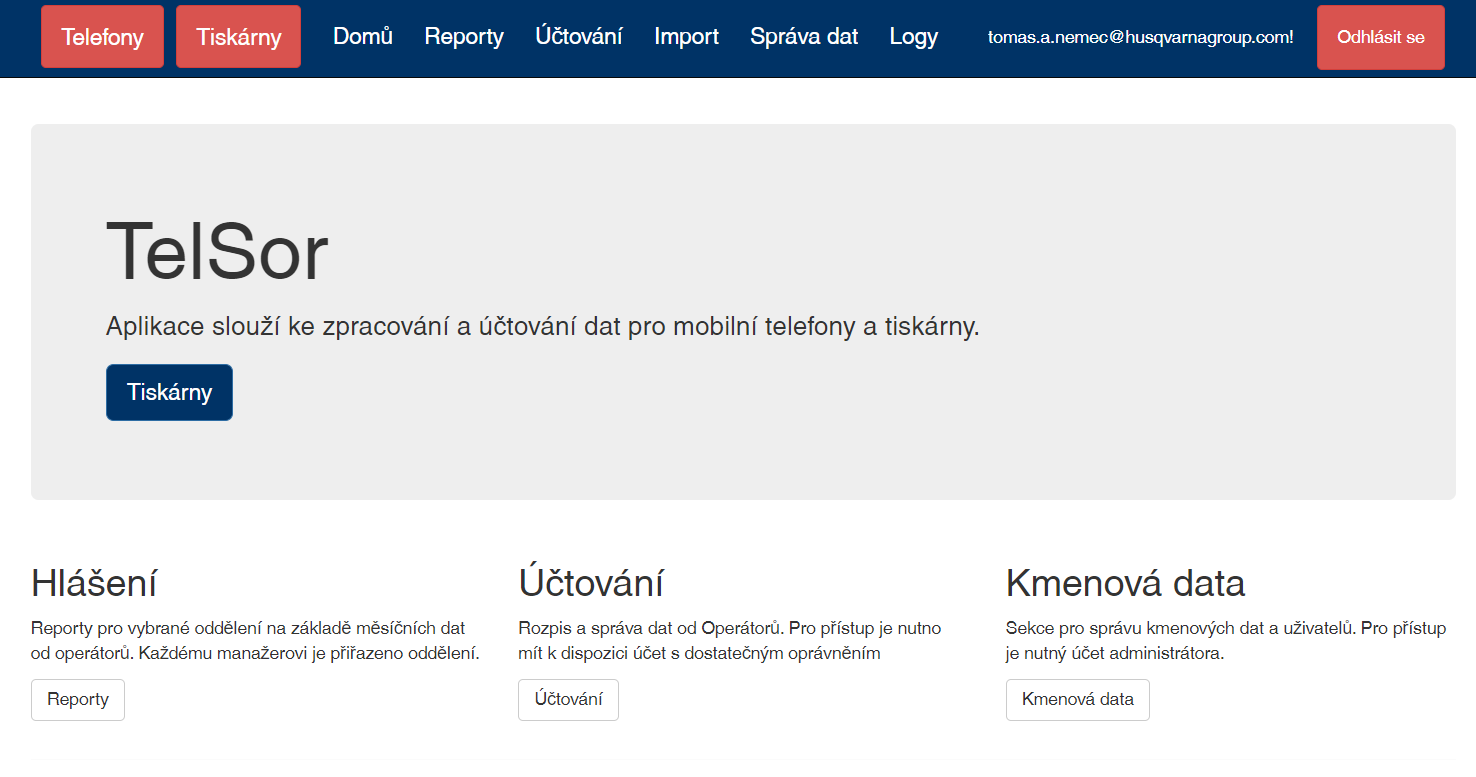 Telefony Tiskárny Domů Reporty Účtování Import Správa dat Logy tomas.a.nemec@husqvarnagroup.com! Odhlásit se
TelSor
Aplikace slouží ke zpracování a účtování dat pro mobilní telefony a tiskárny.
Tiskárny
Hlášení
Reporty pro vybrané oddělení na základě měsíčních dat
od operátorů. Každému manažerovi je přiřazeno oddělení.
Reporty
Účtování
Rozpis a správa dat od Operátorů. Pro přístup je nutno
mít k dispozici účet s dostatečným oprávněním
Účtování
Kmenová data
Sekce pro správu kmenových dat a uživatelů. Pro přístup
je nutný účet administrátora.
Kmenová data